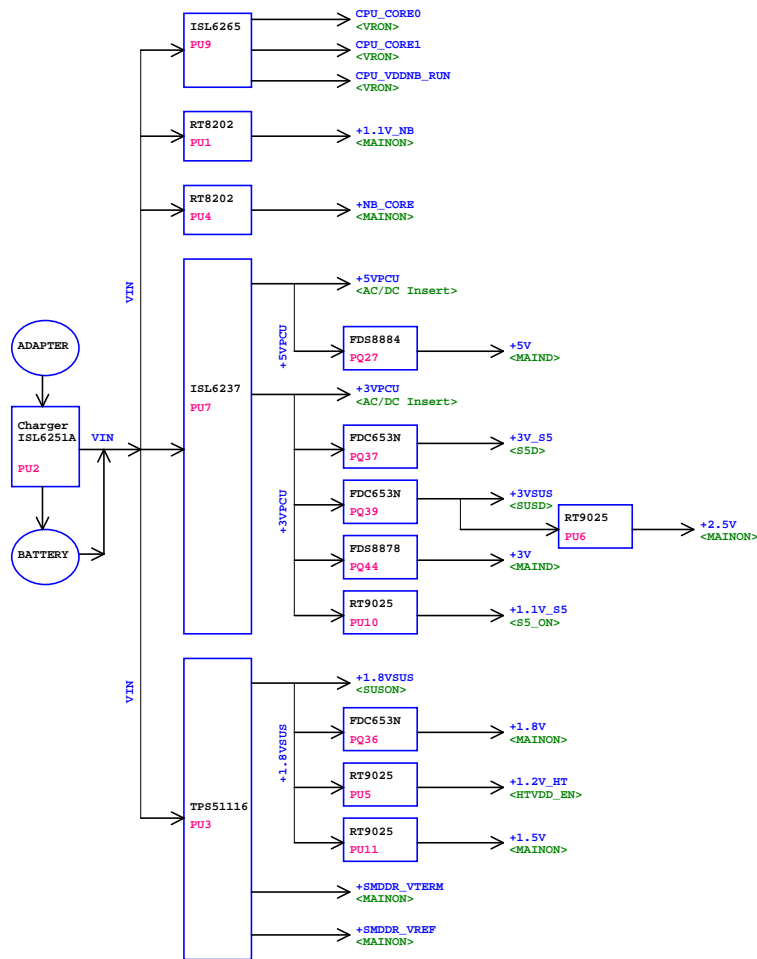 ISL6265
PU9
CPU_CORE0
<VRON>
CPU_CORE1
<VRON>
CPU_VDDNB_RUN
<VRON>
RT8202
PU1
+1.1V_NB
<MAINON>
RT8202
PU4
+NB_CORE
<MAINON>
VIN
ISL6237
PU7
+5VPCU
<AC/DC Insert>
+5VPCU
FDS8884
PQ27
+5V
<MAIND>
ADAPTER
Charger
ISL6251A
PU2
VIN
BATTERY
+3VPCU
<AC/DC Insert>
+3VPCU
FDC653N
PQ37
+3V_S5
<S5D>
FDC653N
PQ39
+3VSUS
<SUSD>
RT9025
PU6
+2.5V
<MAINON>
FDS8878
PQ44
+3V
<MAIND>
RT9025
PU10
+1.1V_S5
<S5_ON>
VIN
TPS51116
PU3
+1.8VSUS
<SUSON>
+1.8VSUS
FDC653N
PQ36
+1.8V
<MAINON>
RT9025
PU5
+1.2V_HT
<HTVDD_EN>
RT9025
PU11
+1.5V
<MAINON>
+SMDDR_VTERM
<MAINON>
+SMDDR_VREF
<MAINON>